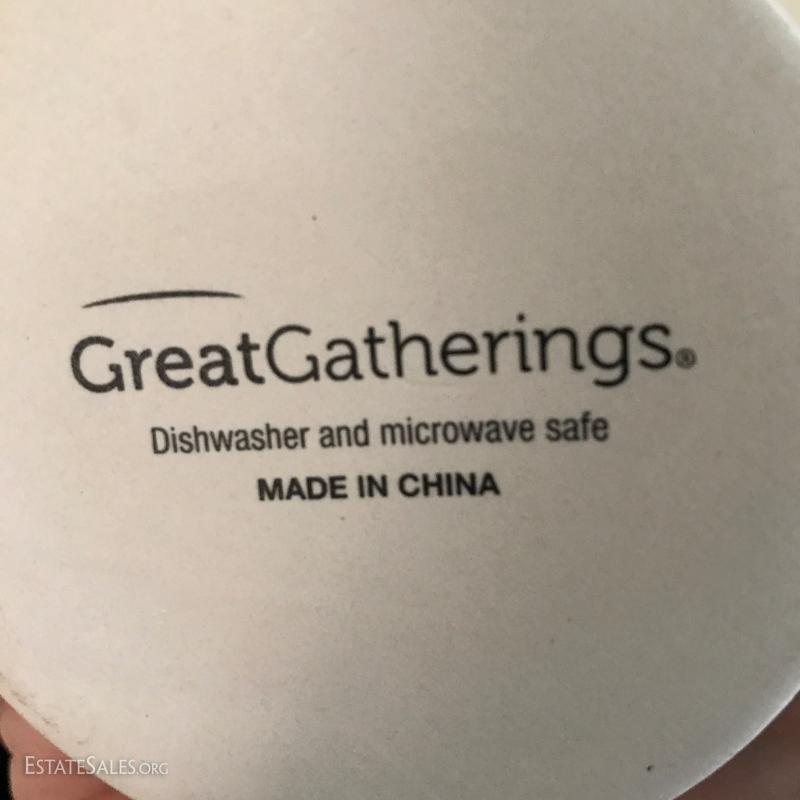 GreatGatherings®
Dishwasher and microwave safe
MADE IN CHINA
ESTATESALES.ORG